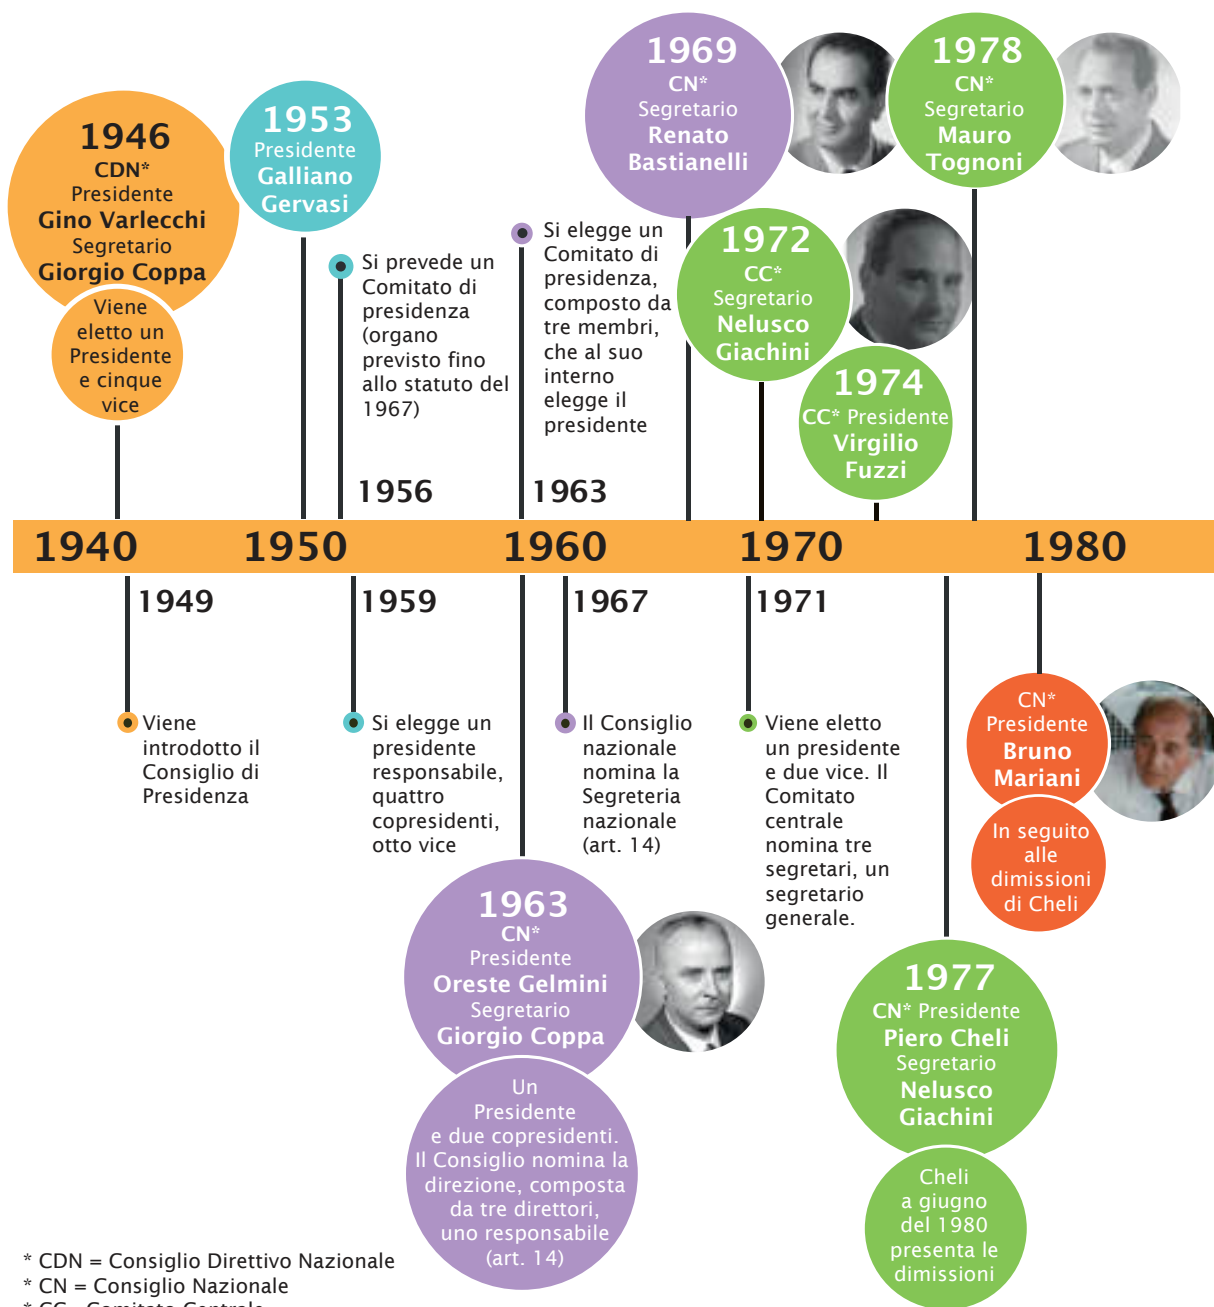 1946
CDN*
Presidente
Gino Varlecchi
Segretario
Giorgio Coppa
Viene
eletto un
Presidente
e cinque
vice
1953
Presidente
Galliano
Gervasi
Si prevede un
Comitato di
presidenza
(organo
previsto fino
allo statuto del
1967)
1956
Si elegge un
Comitato di
presidenza,
composto da
tre membri,
che al suo
interno
elegge il
presidente
1963
1969
CN*
Segretario
Renato
Bastianelli
1972
CC*
Segretario
Nelusco
Giachini
1974
CC* Presidente
Virgilio
Fuzzi
1978
CN*
Segretario
Mauro
Tognoni
1940 1950 1960 1970 1980
1949
Viene
introdotto il
Consiglio di
Presidenza
1959
Si elegge un
presidente
responsabile,
quattro
copresidenti,
otto vice
1963
CN*
Presidente
Oreste Gelmini
Segretario
Giorgio Coppa
Un
Presidente
e due copresidenti.
Il Consiglio nomina la
direzione, composta
da tre direttori,
uno responsabile
(art. 14)
1967
Il Consiglio
nazionale
nomina la
Segreteria
nazionale
(art. 14)
1971
Viene eletto
un presidente
e due vice. Il
Comitato
centrale
nomina tre
segretari, un
segretario
generale.
1977
CN* Presidente
Piero Cheli
Segretario
Nelusco
Giachini
Cheli
a giugno
del 1980
presenta le
dimissioni
CN*
Presidente
Bruno
Mariani
In seguito
alle
dimissioni
di Cheli
* CDN = Consiglio Direttivo Nazionale
* CN = Consiglio Nazionale
* CC= Comitato Centrale